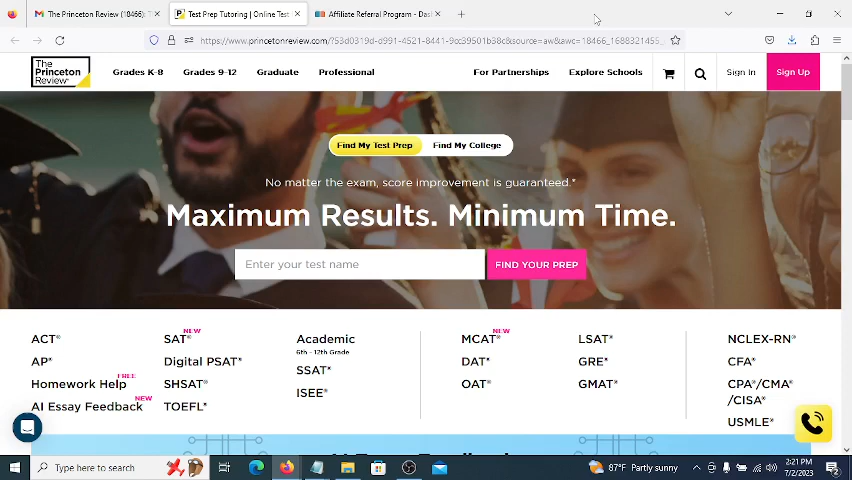 The Princeton Review (18466): T
Test Prep Tutoring | Online Test
Affiliate Referral Program - Das
https://www.princetonreview.com/?53d0319d-d991-4521-8441-9cc39501b38c&source=aw&awc=18466_1688321455_
The
Princeton
Review®
Grades K-8
Grades 9-12
Graduate
Professional
For Partnerships
Explore Schools
Sign In
Sign Up
Find My Test Prep
Find My College
No matter the exam, score improvement is guaranteed.*
Maximum Results. Minimum Time.
Enter your test name
FIND YOUR PREP
ACT®
AP®
Homework Help FREE
AI Essay Feedback NEW
SAT® NEW
Digital PSAT®
SHSAT®
TOEFL®
Academic
6th - 12th Grade
SSAT®
ISEE®
MCAT® NEW
DAT®
OAT®
LSAT®
GRE®
GMAT®
NCLEX-RN®
CFA®
CPA®/CMA®
/CISA®
USMLE®
Type here to search
87°F Partly sunny
2:21 PM
7/2/2023
2